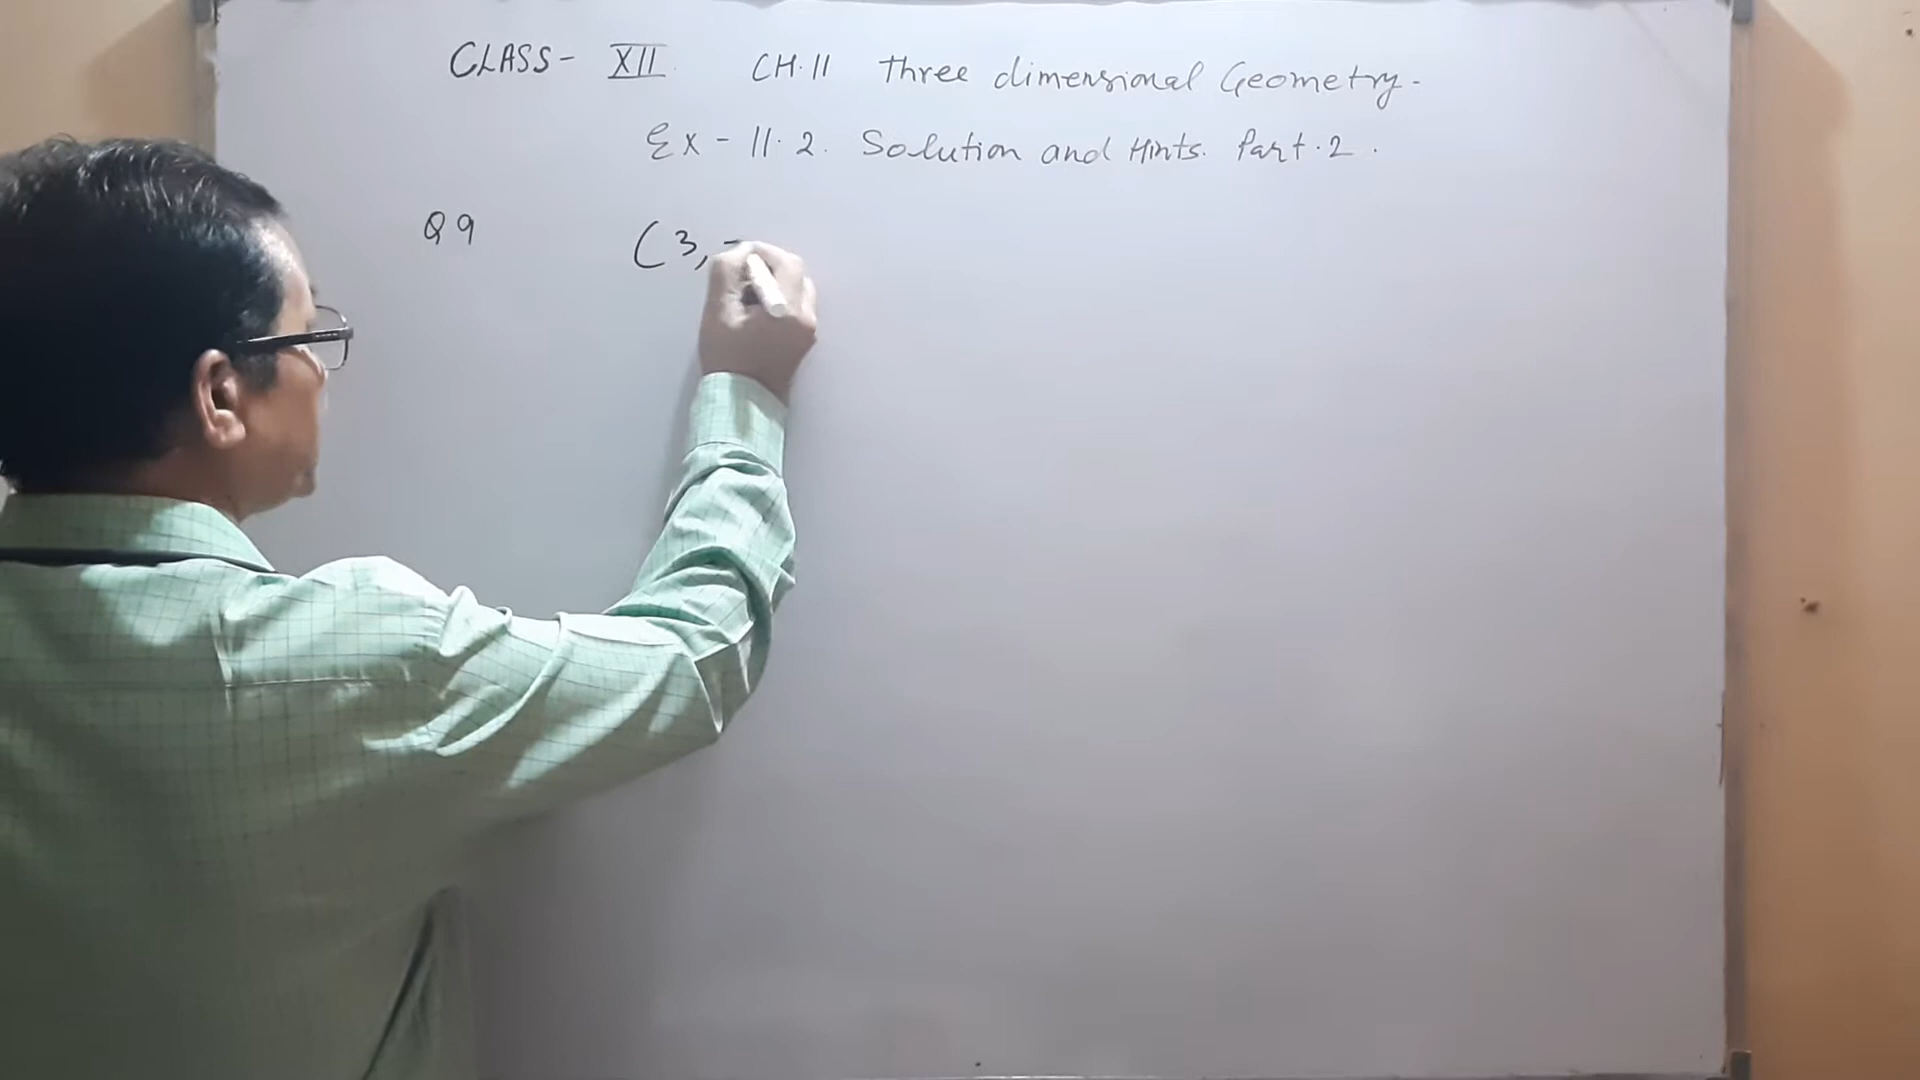 CLASS- XII CH.11 Three dimensional Geometry-
Ex - 11.2. Solution and Hints. Part.2.
Q9 (3, -